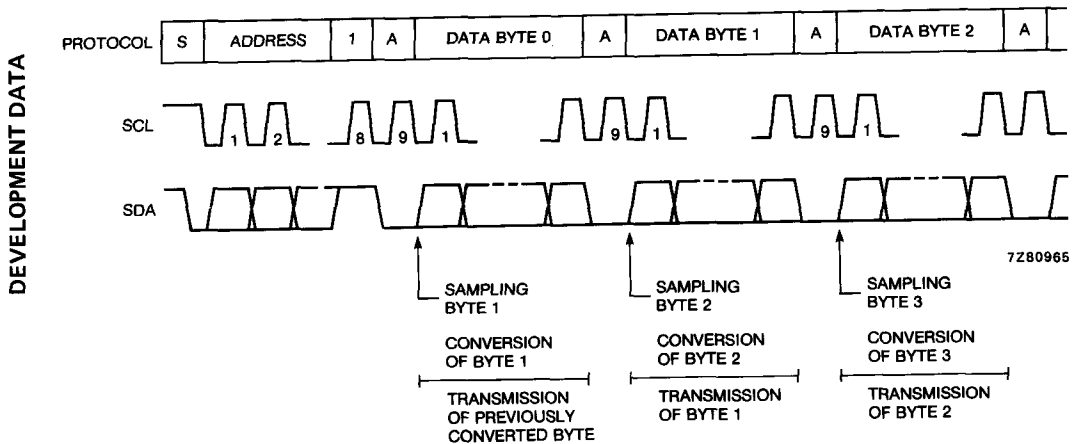 DEVELOPMENT DATA
PROTOCOL S ADDRESS 1 A DATA BYTE 0 A DATA BYTE 1 A DATA BYTE 2 A
SCL 1 2 8 9 1 9 1 9 1
SDA
7Z80965
SAMPLING BYTE 1
SAMPLING BYTE 2
SAMPLING BYTE 3
CONVERSION OF BYTE 1
CONVERSION OF BYTE 2
CONVERSION OF BYTE 3
TRANSMISSION OF PREVIOUSLY CONVERTED BYTE
TRANSMISSION OF BYTE 1
TRANSMISSION OF BYTE 2